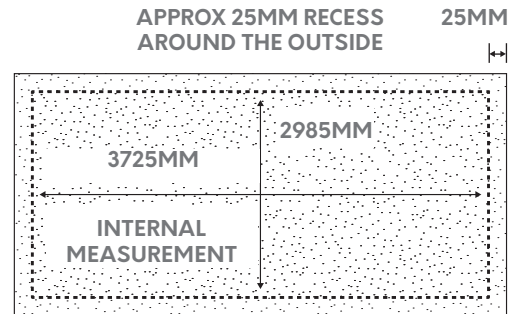 APPROX 25MM RECESS
AROUND THE OUTSIDE
25MM
2985MM
3725MM
INTERNAL
MEASUREMENT